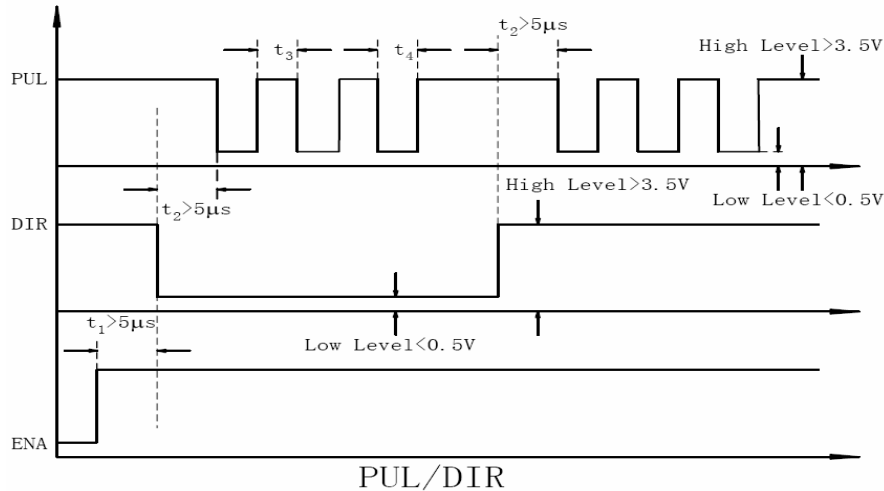 t2>5μs
High Level>3.5V
t3
t4
PUL
High Level>3.5V
Low Level<0.5V
t2>5μs
DIR
t1>5μs
Low Level<0.5V
ENA
PUL/DIR